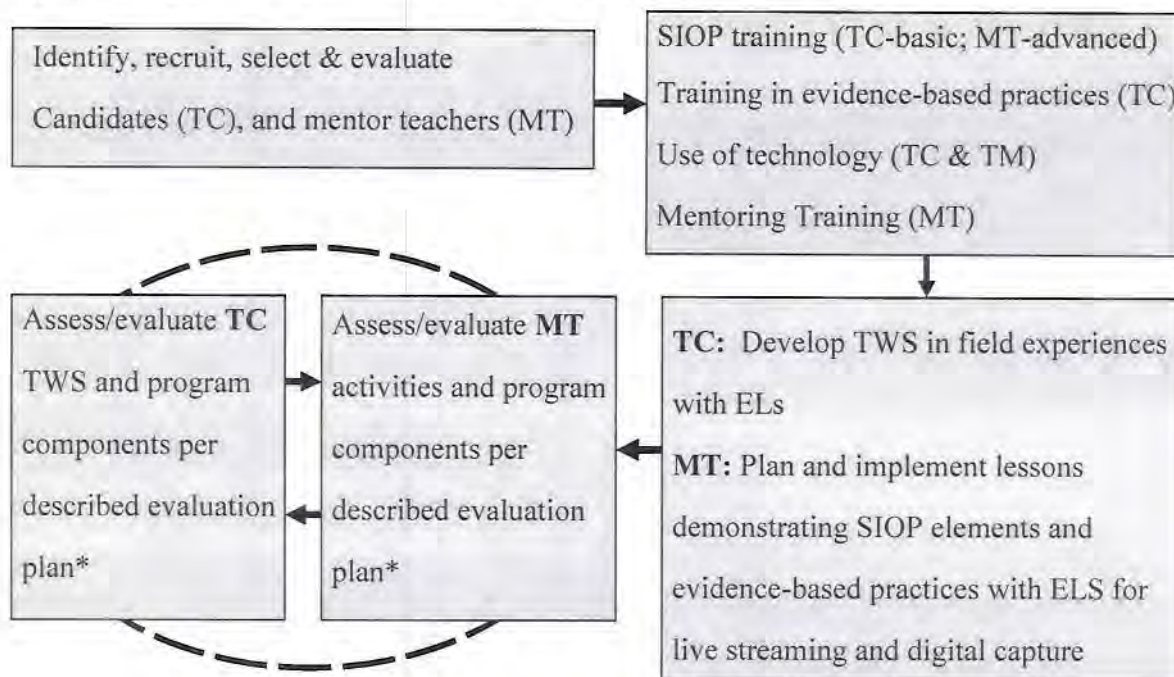 Identify, recruit, select & evaluate
Candidates (TC), and mentor teachers (MT)
SIOP training (TC-basic; MT-advanced)
Training in evidence-based practices (TC)
Use of technology (TC & TM)
Mentoring Training (MT)
Assess/evaluate TC
TWS and program
components per
described evaluation
plan*
Assess/evaluate MT
activities and program
components per
described evaluation
plan*
TC: Develop TWS in field experiences
with ELs
MT: Plan and implement lessons
demonstrating SIOP elements and
evidence-based practices with ELS for
live streaming and digital capture